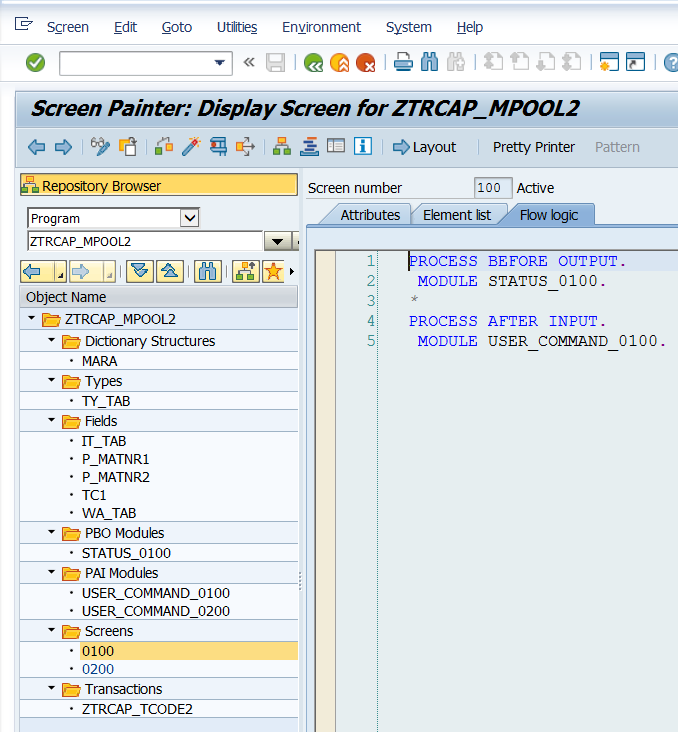 Screen Edit Goto Utilities Environment System Help
Screen Painter: Display Screen for ZTRCAP_MPOOL2
Layout Pretty Printer Pattern
Repository Browser
Program
ZTRCAP_MPOOL2
Object Name
ZTRCAP_MPOOL2
Dictionary Structures
MARA
Types
TY_TAB
Fields
IT_TAB
P_MATNR1
P_MATNR2
TC1
WA_TAB
PBO Modules
STATUS_0100
PAI Modules
USER_COMMAND_0100
USER_COMMAND_0200
Screens
0100
0200
Transactions
ZTRCAP_TCODE2
Screen number 100 Active
Attributes Element list Flow logic
1 PROCESS BEFORE OUTPUT.
2 MODULE STATUS_0100.
3 *
4 PROCESS AFTER INPUT.
5 MODULE USER_COMMAND_0100.